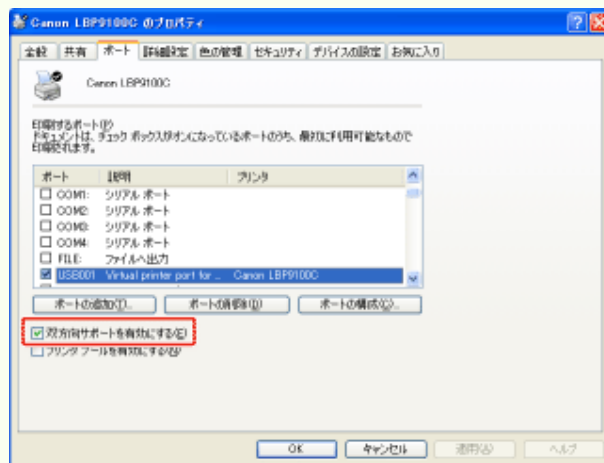 Canon LBP9100C のプロパティ
全般 共有 ポート 詳細設定 色の管理 セキュリティ デバイスの設定 お気に入り
Canon LBP9100C
印刷するポート(P)
ドキュメントは、チェック ボックスがオンになっているポートのうち、最初に利用可能なもので
印刷されます。
ポート 説明 プリンタ
COM1: シリアル ポート
COM2: シリアル ポート
COM3: シリアル ポート
COM4: シリアル ポート
FILE: ファイルへ出力
USB001 Virtual printer port for ... Canon LBP9100C
ポートの追加(T)... ポートの削除(D) ポートの構成(C)...
双方向サポートを有効にする(E)
プリンタ プールを有効にする(N)
OK キャンセル 適用(A) ヘルプ